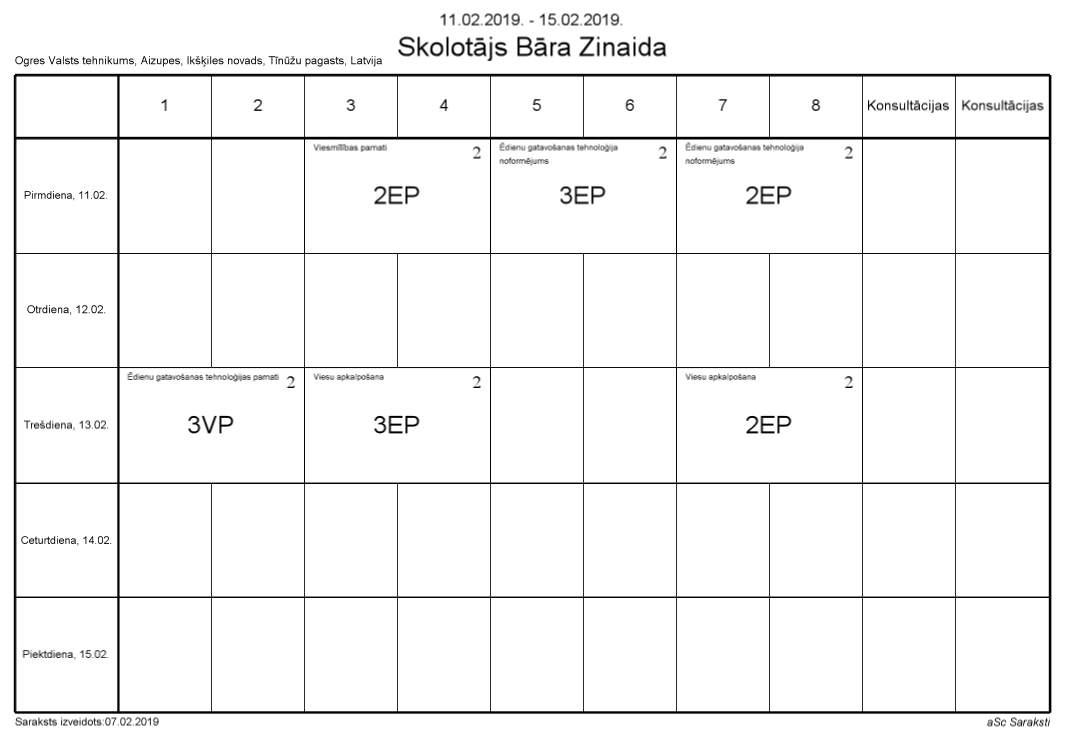 11.02.2019. - 15.02.2019.
Skolotājs Bāra Zinaida
Ogres Valsts tehnikums, Aizupes, Ikšķiles novads, Tīnūžu pagasts, Latvija
1 2 3 4 5 6 7 8 Konsultācijas Konsultācijas
Pirmdiena, 11.02.
Viesmīlības pamati 2
2EP
Ēdienu gatavošanas tehnoloģija 2
noformējums
3EP
Ēdienu gatavošanas tehnoloģija 2
noformējums
2EP
Otrdiena, 12.02.
Trešdiena, 13.02.
Ēdienu gatavošanas tehnoloģijas pamati 2
3VP
Viesu apkalpošana 2
3EP
Viesu apkalpošana 2
2EP
Ceturtdiena, 14.02.
Piektdiena, 15.02.
Saraksts izveidots:07.02.2019
aSc Saraksti